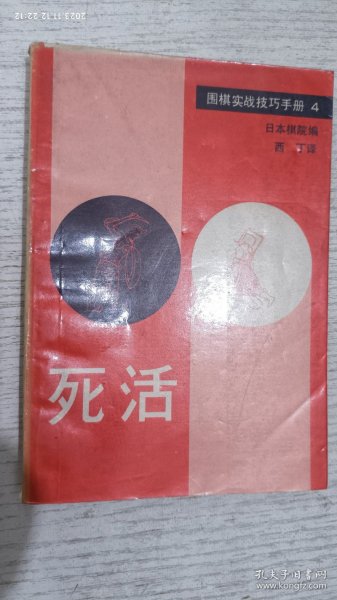 2023.11.12 22:12
围棋实战技巧手册 4
日本棋院编
西 丁译
死活
孔夫子旧书网